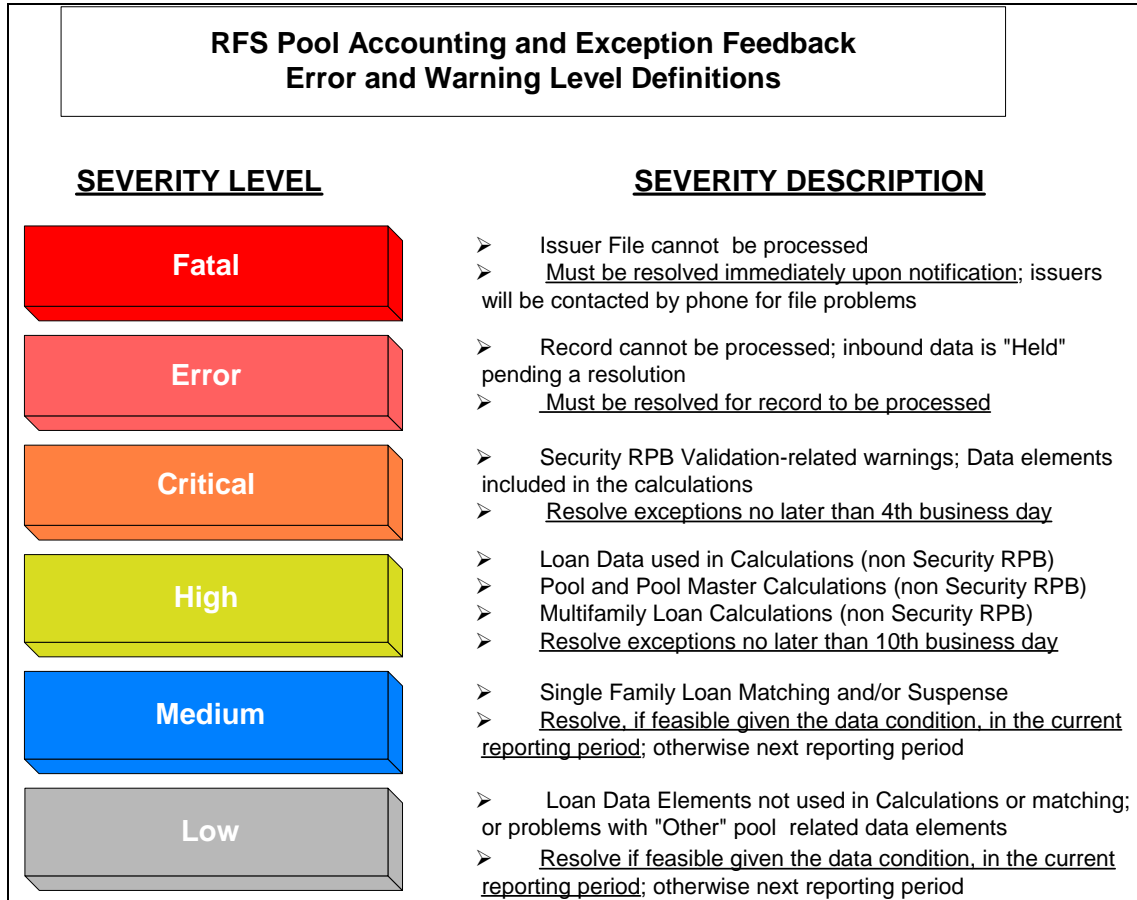 RFS Pool Accounting and Exception Feedback
Error and Warning Level Definitions
SEVERITY LEVEL
SEVERITY DESCRIPTION
Fatal
➢ Issuer File cannot be processed
➢ Must be resolved immediately upon notification; issuers
will be contacted by phone for file problems
Error
➢ Record cannot be processed; inbound data is "Held"
pending a resolution
➢ Must be resolved for record to be processed
Critical
➢ Security RPB Validation-related warnings; Data elements
included in the calculations
➢ Resolve exceptions no later than 4th business day
High
➢ Loan Data used in Calculations (non Security RPB)
➢ Pool and Pool Master Calculations (non Security RPB)
➢ Multifamily Loan Calculations (non Security RPB)
➢ Resolve exceptions no later than 10th business day
Medium
➢ Single Family Loan Matching and/or Suspense
➢ Resolve, if feasible given the data condition, in the current
reporting period; otherwise next reporting period
Low
➢ Loan Data Elements not used in Calculations or matching;
or problems with "Other" pool related data elements
➢ Resolve if feasible given the data condition, in the current
reporting period; otherwise next reporting period